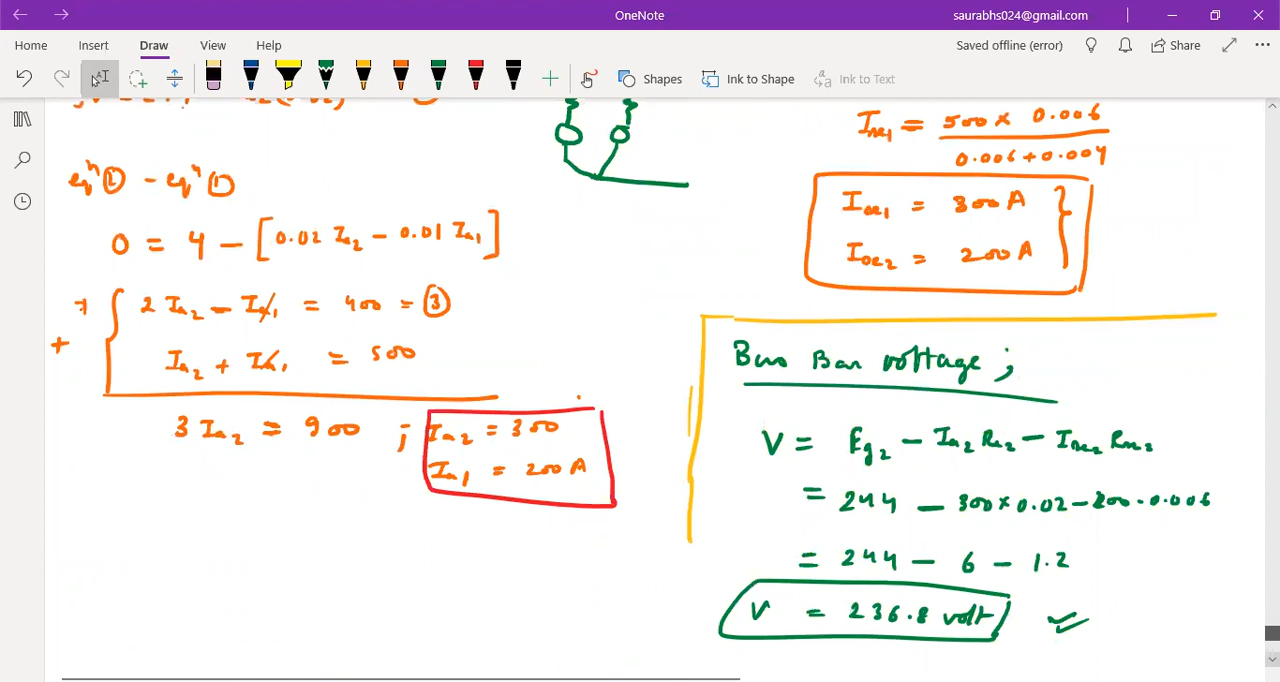 OneNote
saurabhs024@gmail.com
Home Insert Draw View Help
Saved offline (error) Share
Shapes Ink to Shape Ink to Text
eqⁿ ② - eqⁿ ①
0 = 4 - [0.02 Ia₂ - 0.01 Ia₁]
2 Ia₂ - Ia₁ = 400 = ③
+ Ia₂ + Ia₁ = 500
3 Ia₂ = 900 ; Ia₂ = 300
Ia₁ = 200 A
Ise₁ = 500 × 0.006
0.006 + 0.004
Ise₁ = 300 A
Ise₂ = 200 A
Bus Bar voltage ;
V = Eg₂ - Ia₂ Ra₂ - Ise₂ Rse₂
= 244 - 300 × 0.02 - 200 · 0.006
= 244 - 6 - 1.2
V = 236.8 volt